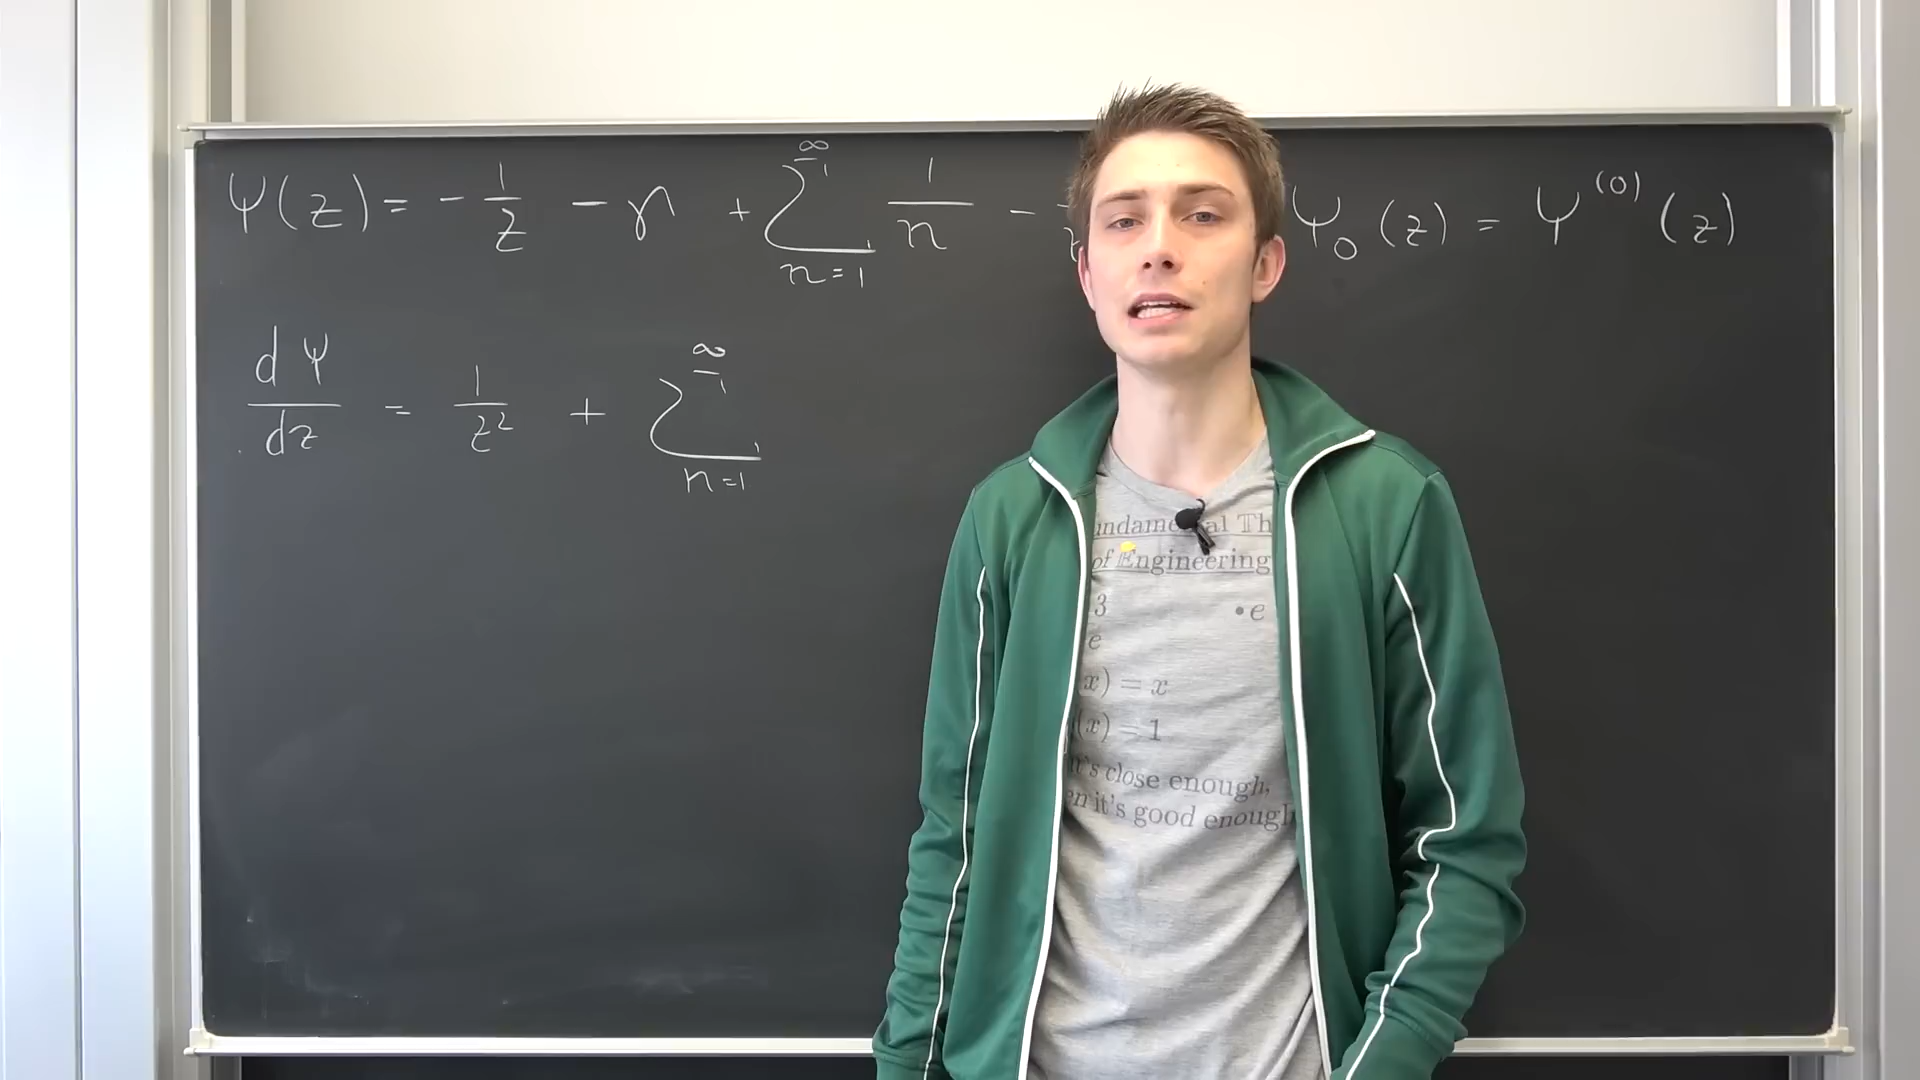 Ψ(z) = - 1/z - γ + ∑_{n=1}^{∞} 1/n - Ψ₀(z) = Ψ^{(0)}(z)
dΨ/dz = 1/z² + ∑_{n=1}^{∞}
of Engineering
3 •e
e
x) = x
(x) = 1
close enough,
it's good enough